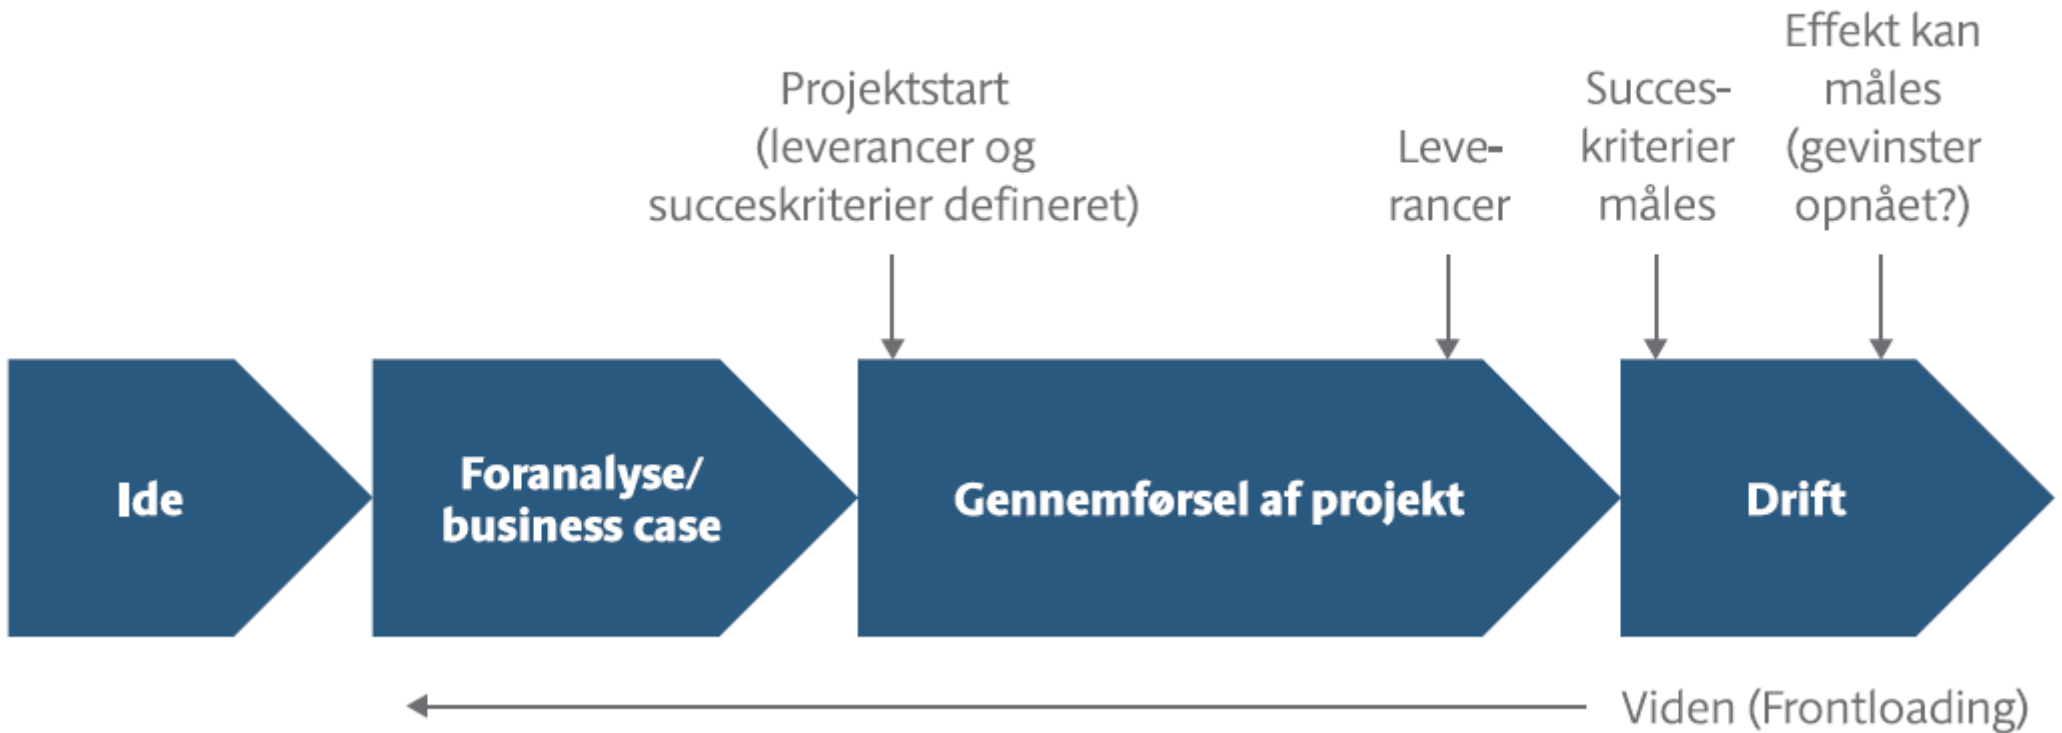 Projektstart
(leverancer og
succeskriterier defineret)
Leve-
rancer
Succes-
kriterier
måles
Effekt kan
måles
(gevinster
opnået?)
Ide
Foranalyse/
business case
Gennemførsel af projekt
Drift
Viden (Frontloading)